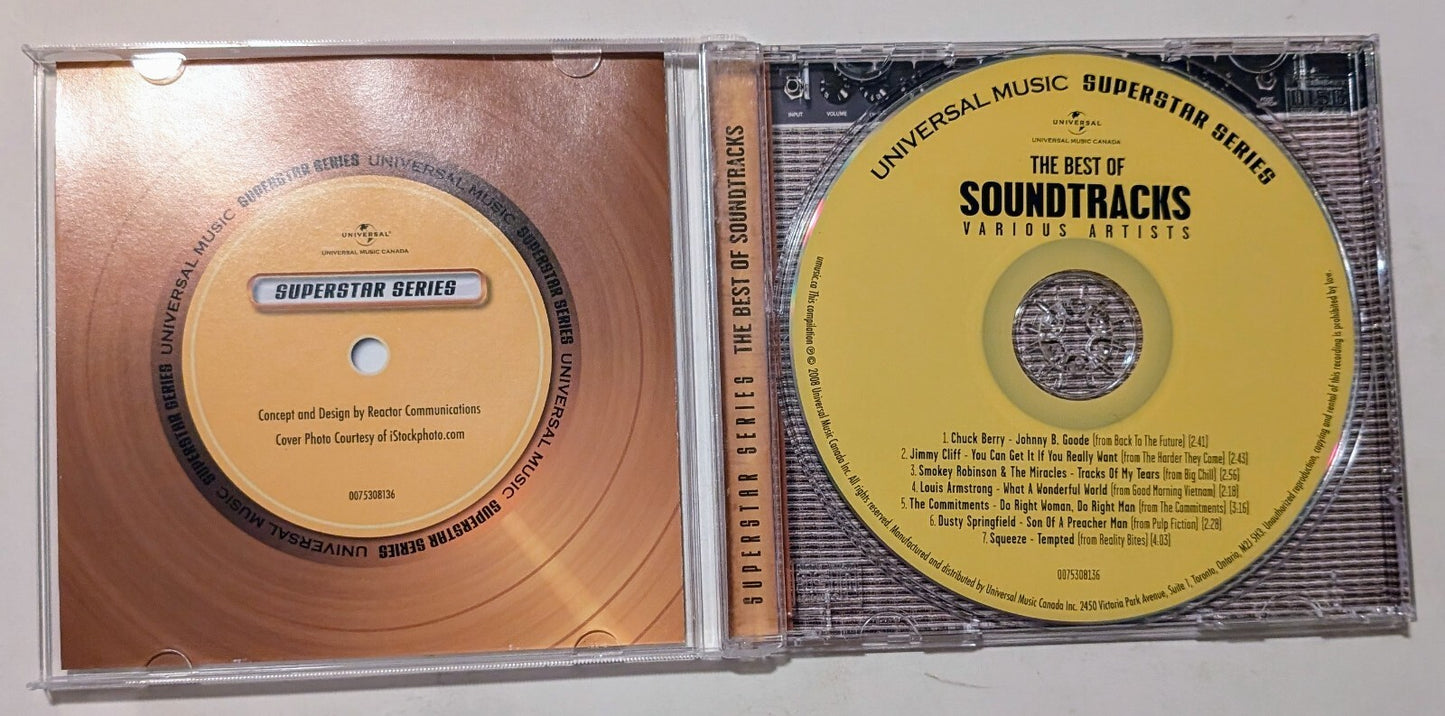 SUPERSTAR SERIES UNIVERSAL MUSIC SUPERSTAR SERIES UNIVERSAL MUSIC SUPERSTAR SERIES UNIVERSAL MUSIC SUPERSTAR SERIES UNIVERSAL MUSIC
UNIVERSAL
UNIVERSAL MUSIC CANADA
SUPERSTAR SERIES
Concept and Design by Reactor Communications
Cover Photo Courtesy of iStockphoto.com
0075308136
SUPERSTAR SERIES THE BEST OF SOUNDTRACKS
INPUT
VOLUME
UNIVERSAL MUSIC SUPERSTAR SERIES
UNIVERSAL
UNIVERSAL MUSIC CANADA
THE BEST OF
SOUNDTRACKS
VARIOUS ARTISTS
1. Chuck Berry - Johnny B. Goode (from Back To The Future) (2:41)
2. Jimmy Cliff - You Can Get It If You Really Want (from The Harder They Come) (2:43)
3. Smokey Robinson & The Miracles - Tracks Of My Tears (from Big Chill) (2:56)
4. Louis Armstrong - What A Wonderful World (from Good Morning Vietnam) (2:18)
5. The Commitments - Do Right Woman, Do Right Man (from The Commitments) (3:16)
6. Dusty Springfield - Son Of A Preacher Man (from Pulp Fiction) (2:28)
7. Squeeze - Tempted (from Reality Bites) (4:03)
0075308136
umusic.ca This compilation ℗ © 2008 Universal Music Canada Inc. All rights reserved. Manufactured and distributed by Universal Music Canada Inc. 2450 Victoria Park Avenue, Suite 1, Toronto, Ontario, M2J 5H3. Unauthorized reproduction, copying and rental of this recording is prohibited by law.